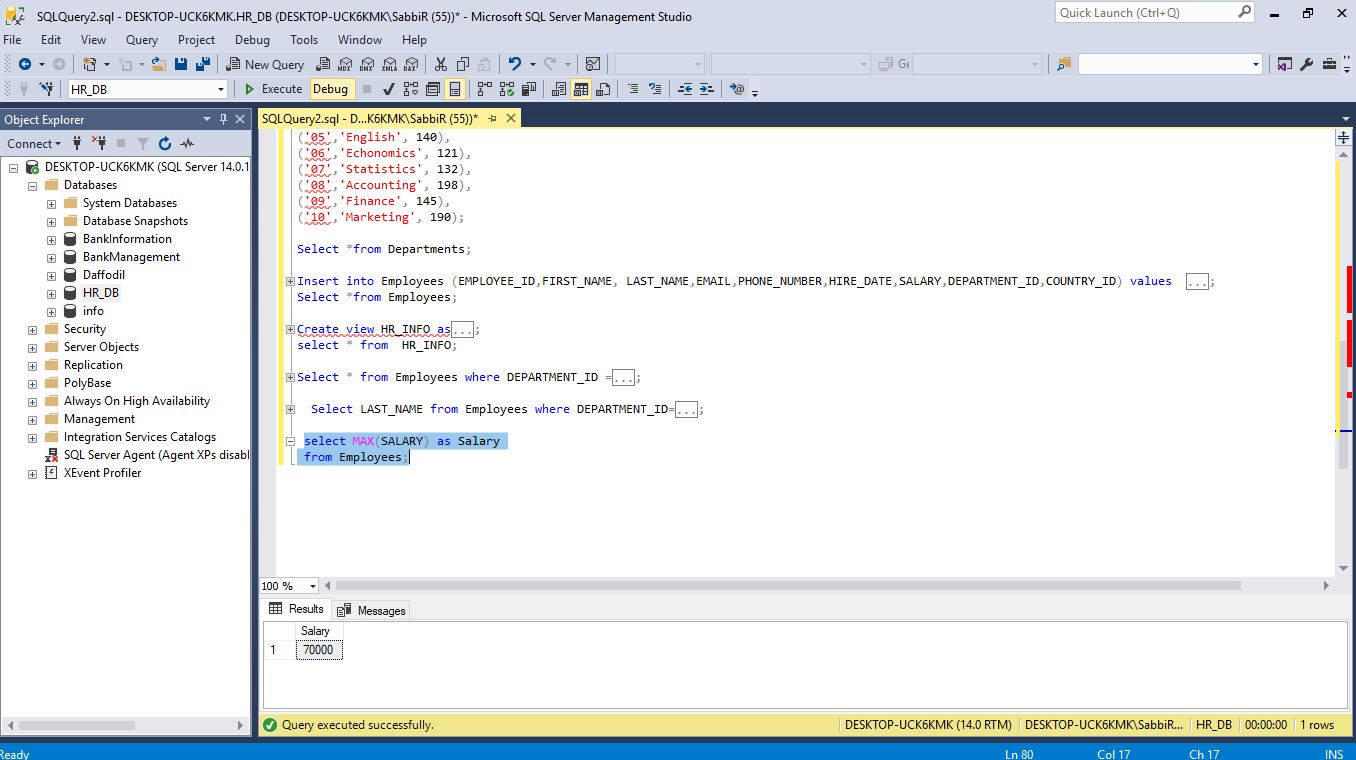 SQLQuery2.sql - DESKTOP-UCK6KMK.HR_DB (DESKTOP-UCK6KMK\SabbiR (55))* - Microsoft SQL Server Management Studio
Quick Launch (Ctrl+Q)
File Edit View Query Project Debug Tools Window Help
New Query MDX DMX XMLA DAX Ge
HR_DB Execute Debug
Object Explorer
Connect
DESKTOP-UCK6KMK (SQL Server 14.0.1
Databases
System Databases
Database Snapshots
BankInformation
BankManagement
Daffodil
HR_DB
info
Security
Server Objects
Replication
PolyBase
Always On High Availability
Management
Integration Services Catalogs
SQL Server Agent (Agent XPs disabl
XEvent Profiler
SQLQuery2.sql - D...K6KMK\SabbiR (55))*
('05','English', 140),
('06','Echonomics', 121),
('07','Statistics', 132),
('08','Accounting', 198),
('09','Finance', 145),
('10','Marketing', 190);
Select *from Departments;
Insert into Employees (EMPLOYEE_ID,FIRST_NAME, LAST_NAME,EMAIL,PHONE_NUMBER,HIRE_DATE,SALARY,DEPARTMENT_ID,COUNTRY_ID) values ...;
Select *from Employees;
Create view HR_INFO as...;
select * from  HR_INFO;
Select * from Employees where DEPARTMENT_ID =...;
Select LAST_NAME from Employees where DEPARTMENT_ID=...;
select MAX(SALARY) as Salary
from Employees;
100 %
Results Messages
Salary
1 70000
Query executed successfully. DESKTOP-UCK6KMK (14.0 RTM) DESKTOP-UCK6KMK\SabbiR... HR_DB 00:00:00 1 rows
Ready Ln 80 Col 17 Ch 17 INS